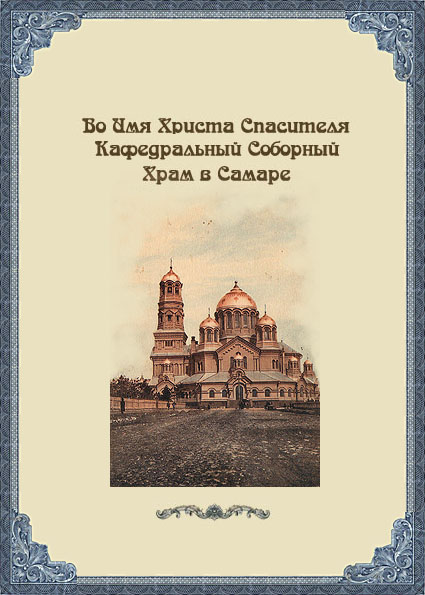 Во Имя Христа Спасителя
Кафедральный Соборный
Храм в Самаре